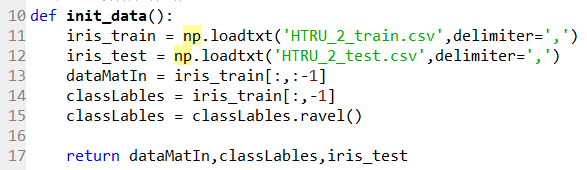 10 def init_data():
11     iris_train = np.loadtxt('HTRU_2_train.csv',delimiter=',')
12     iris_test = np.loadtxt('HTRU_2_test.csv',delimiter=',')
13     dataMatIn = iris_train[:,:-1]
14     classLables = iris_train[:,-1]
15     classLables = classLables.ravel()
16
17     return dataMatIn,classLables,iris_test